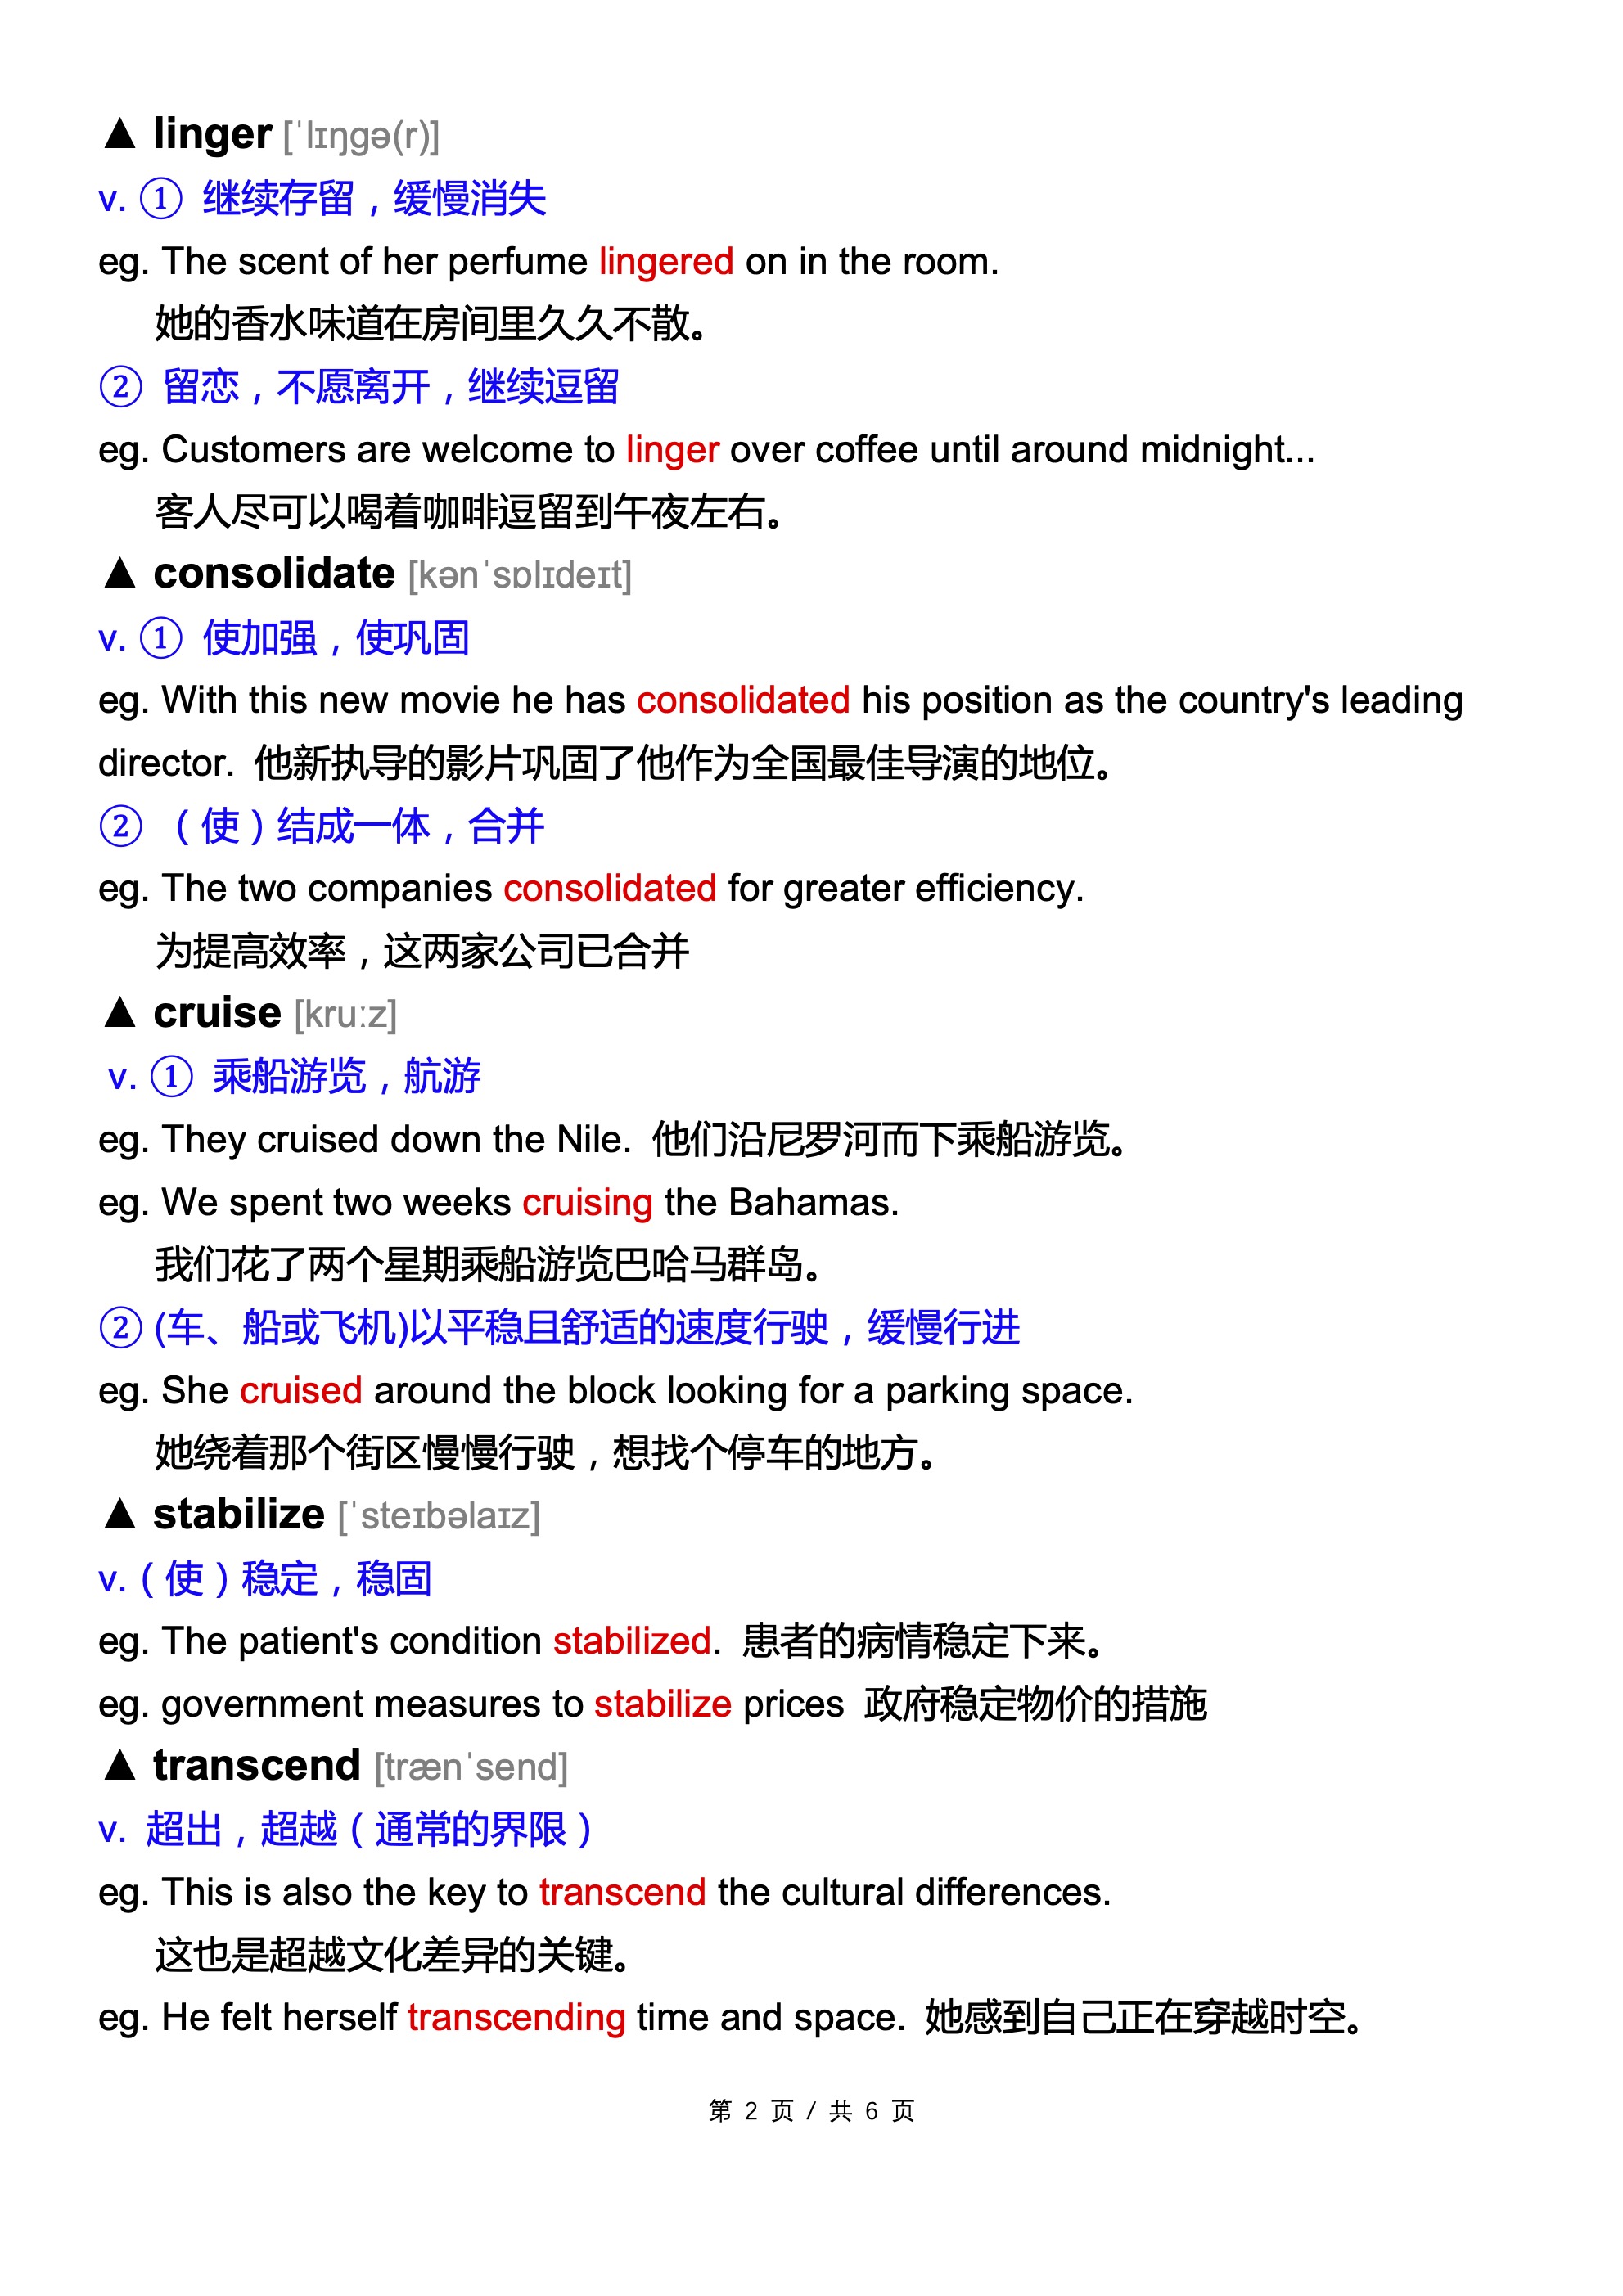 ▲ linger [ˈlɪŋgə(r)]
v. ① 继续存留，缓慢消失
eg. The scent of her perfume lingered on in the room.
她的香水味道在房间里久久不散。
② 留恋，不愿离开，继续逗留
eg. Customers are welcome to linger over coffee until around midnight...
客人尽可以喝着咖啡逗留到午夜左右。
▲ consolidate [kənˈsɒlɪdeɪt]
v. ① 使加强，使巩固
eg. With this new movie he has consolidated his position as the country's leading
director. 他新执导的影片巩固了他作为全国最佳导演的地位。
② （使）结成一体，合并
eg. The two companies consolidated for greater efficiency.
为提高效率，这两家公司已合并
▲ cruise [kruːz]
v. ① 乘船游览，航游
eg. They cruised down the Nile. 他们沿尼罗河而下乘船游览。
eg. We spent two weeks cruising the Bahamas.
我们花了两个星期乘船游览巴哈马群岛。
② (车、船或飞机)以平稳且舒适的速度行驶，缓慢行进
eg. She cruised around the block looking for a parking space.
她绕着那个街区慢慢行驶，想找个停车的地方。
▲ stabilize [ˈsteɪbəlaɪz]
v.（使）稳定，稳固
eg. The patient's condition stabilized. 患者的病情稳定下来。
eg. government measures to stabilize prices 政府稳定物价的措施
▲ transcend [trænˈsend]
v. 超出，超越（通常的界限）
eg. This is also the key to transcend the cultural differences.
这也是超越文化差异的关键。
eg. He felt herself transcending time and space. 她感到自己正在穿越时空。
第 2 页 / 共 6 页